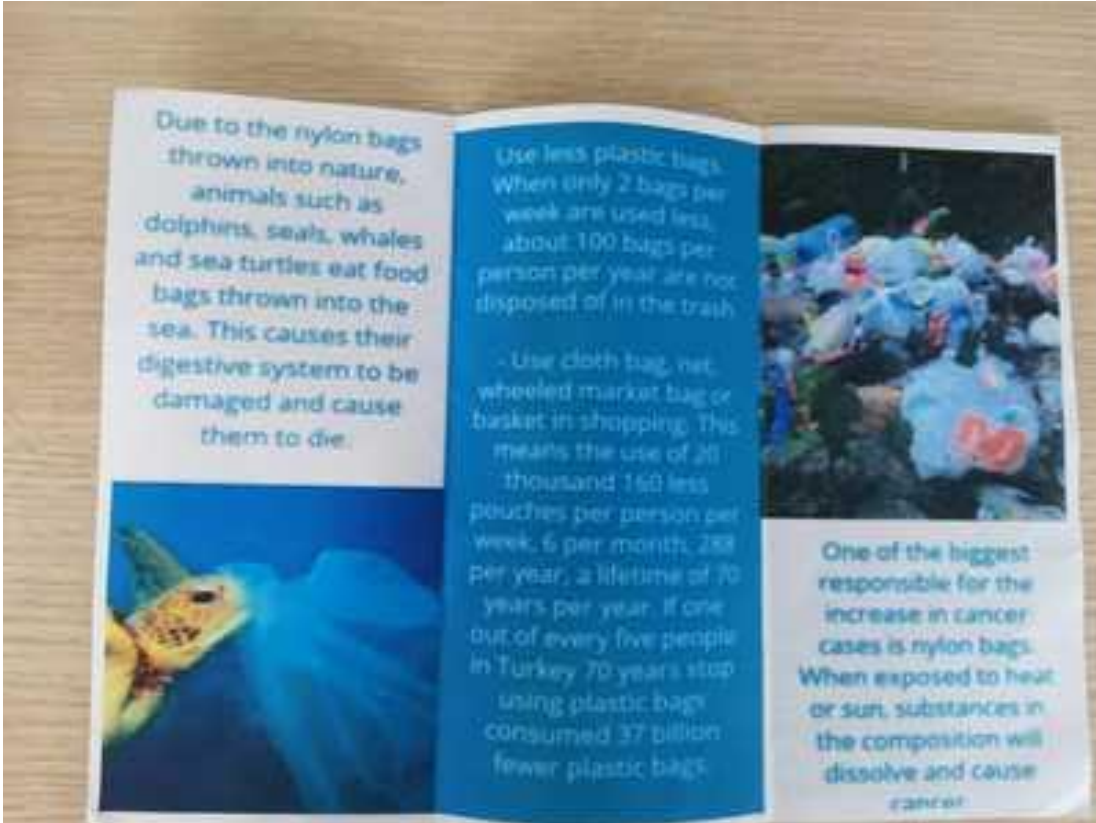 Due to the nylon bags
thrown into nature,
animals such as
dolphins, seals, whales
and sea turtles eat food
bags thrown into the
sea. This causes their
digestive system to be
damaged and cause
them to die.
Use less plastic bags.
When only 2 bags per
week are used less,
about 100 bags per
person per year are not
disposed of in the trash.
- Use cloth bag, net,
wheeled market bag or
basket in shopping. This
means the use of 20
thousand 160 less
pouches per person per
week, 6 per month, 288
per year, a lifetime of 70
years per year. If one
out of every five people
in Turkey 70 years stop
using plastic bags
consumed 37 billion
fewer plastic bags.
One of the biggest
responsible for the
increase in cancer
cases is nylon bags.
When exposed to heat
or sun, substances in
the composition will
dissolve and cause
cancer